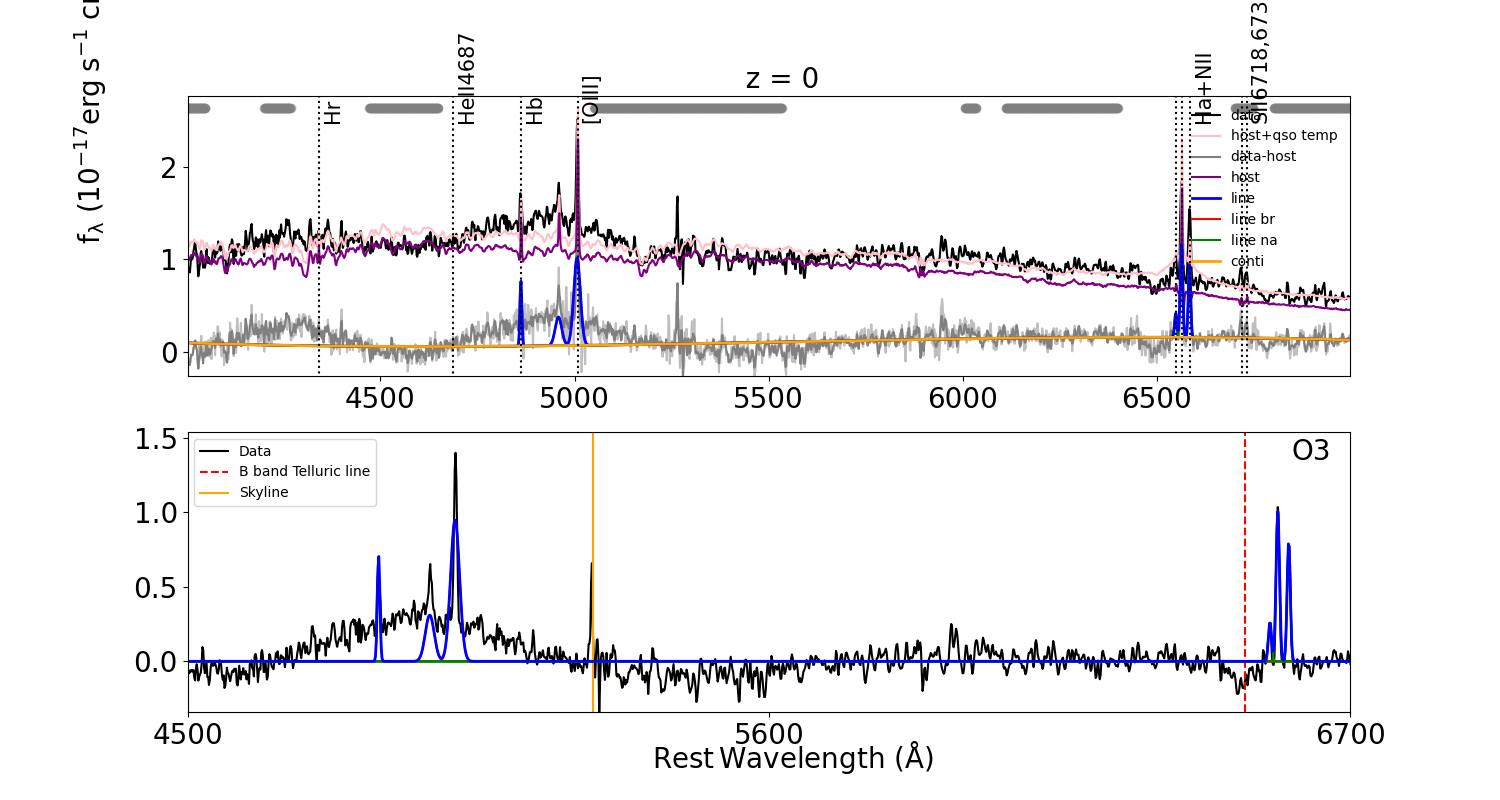 z = 0
fλ (10−17erg s−1 c
Hr
HeII4687
Hb
[OIII]
Ha+NII
SII6718,673
data
host+qso temp
data-host
host
line
line br
line na
conti
2
1
0
4500
5000
5500
6000
6500
O3
Data
B band Telluric line
Skyline
1.5
1.0
0.5
0.0
4500
5600
6700
Rest Wavelength (Å)